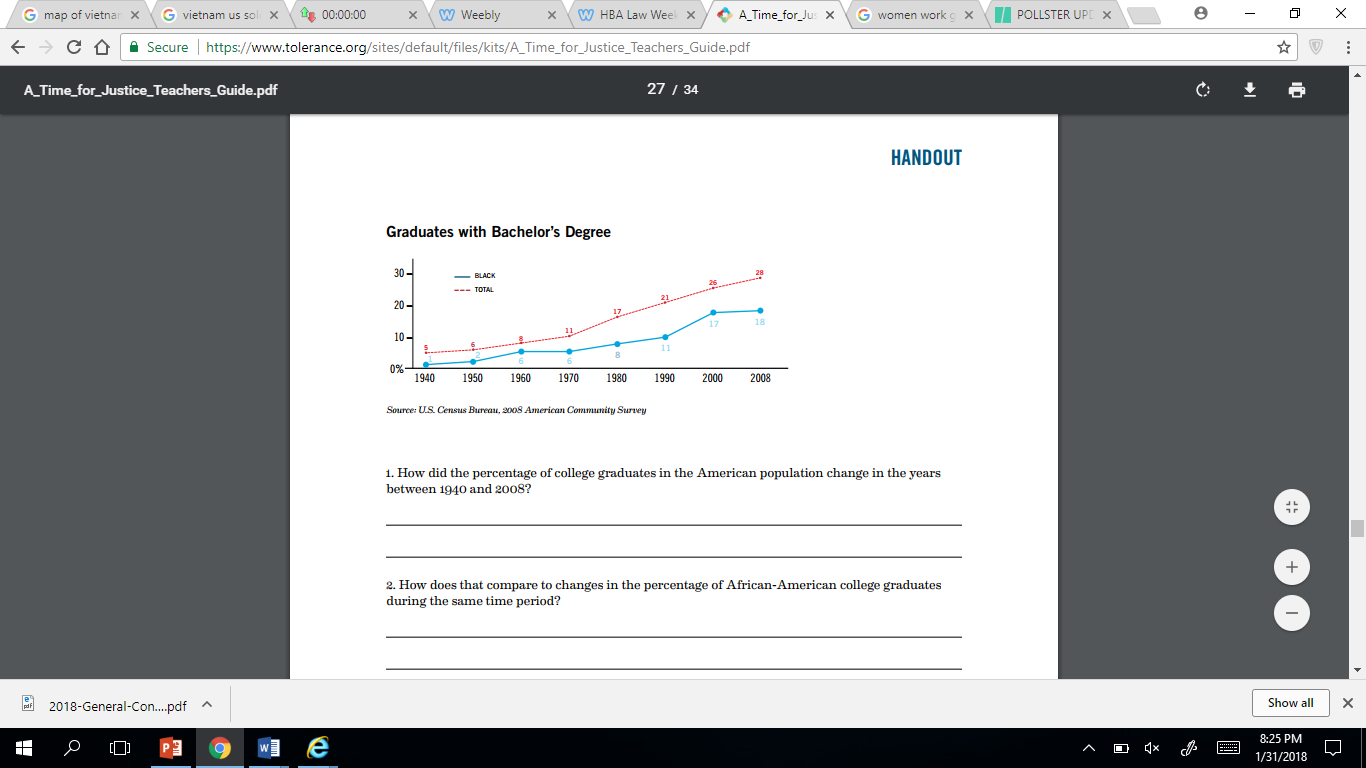 map of vietnar
vietnam us sol
00:00:00
Weebly
HBA Law Weel
A_Time_for_Jus
women work g
POLLSTER UPD
Secure
https://www.tolerance.org/sites/default/files/kits/A_Time_for_Justice_Teachers_Guide.pdf
A_Time_for_Justice_Teachers_Guide.pdf
27 / 34
HANDOUT
Graduates with Bachelor's Degree
30
20
10
0%
BLACK
TOTAL
5 6 8 11 17 21 26 28
1 2 6 6 8 11 17 18
1940 1950 1960 1970 1980 1990 2000 2008
Source: U.S. Census Bureau, 2008 American Community Survey
1. How did the percentage of college graduates in the American population change in the years
between 1940 and 2008?
2. How does that compare to changes in the percentage of African-American college graduates
during the same time period?
2018-General-Con....pdf
Show all
8:25 PM
1/31/2018